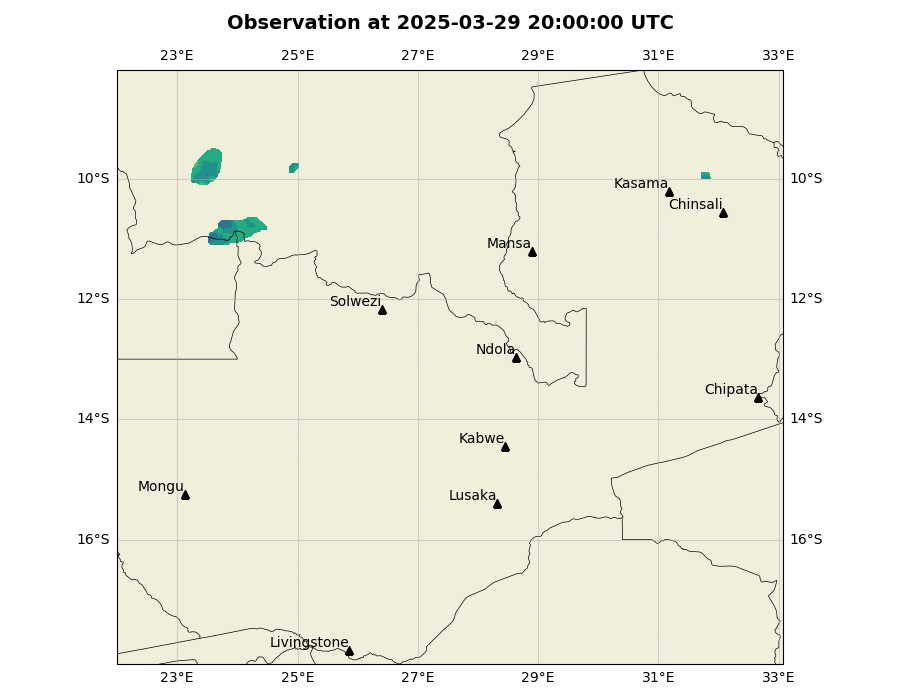 Observation at 2025-03-29 20:00:00 UTC
23°E 25°E 27°E 29°E 31°E 33°E
10°S 10°S
Kasama
Chinsali
Mansa
12°S 12°S
Solwezi
Ndola
Chipata
14°S 14°S
Kabwe
Mongu
Lusaka
16°S 16°S
Livingstone
23°E 25°E 27°E 29°E 31°E 33°E